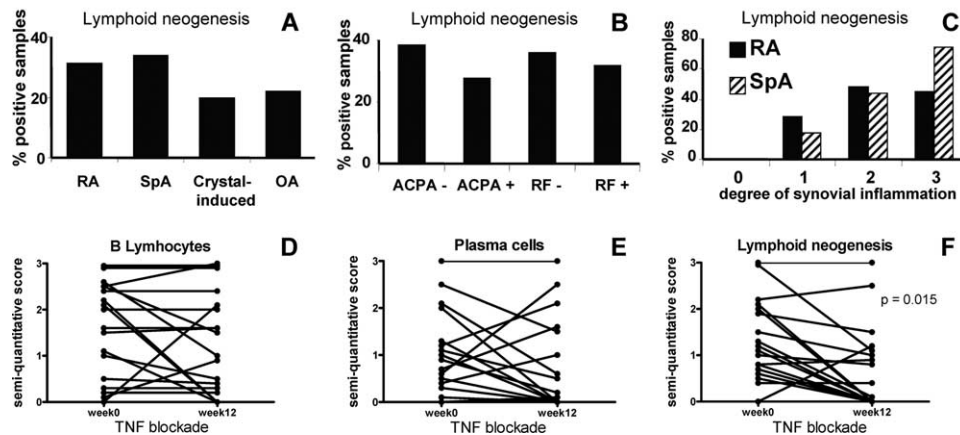 Lymphoid neogenesis
A
% positive samples
40
20
0
RA
SpA
Crystal-
induced
OA
Lymphoid neogenesis
B
% positive samples
40
20
0
ACPA -
ACPA +
RF -
RF +
Lymphoid Neogenesis
C
% positive samples
80
60
40
20
0
RA
SpA
0
1
2
3
degree of synovial inflammation
B Lymhocytes
D
semi-quantitative score
3
2
1
0
week0
week12
TNF blockade
Plasma cells
E
semi-quantitative score
3
2
1
0
week0
week12
TNF blockade
Lymphoid neogenesis
F
semi-quantitative score
3
2
1
0
p = 0.015
week0
week12
TNF blockade